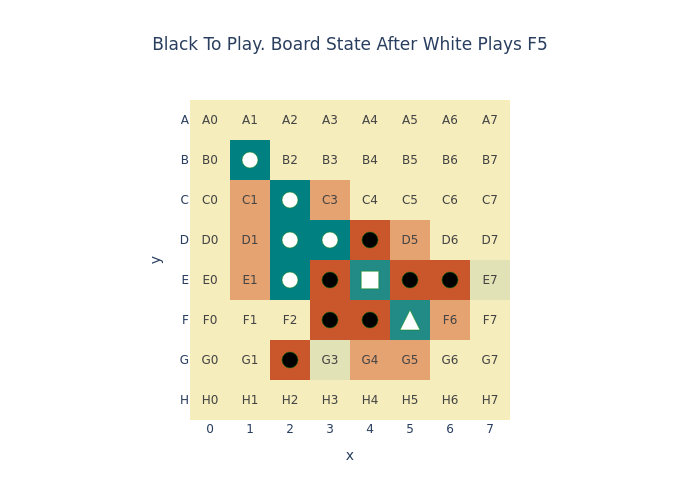 Black To Play. Board State After White Plays F5
A A0 A1 A2 A3 A4 A5 A6 A7
B B0 B2 B3 B4 B5 B6 B7
C C0 C1 C3 C4 C5 C6 C7
D D0 D1 D5 D6 D7
E E0 E1 E7
F F0 F1 F2 F6 F7
G G0 G1 G3 G4 G5 G6 G7
H H0 H1 H2 H3 H4 H5 H6 H7
0 1 2 3 4 5 6 7
x
y